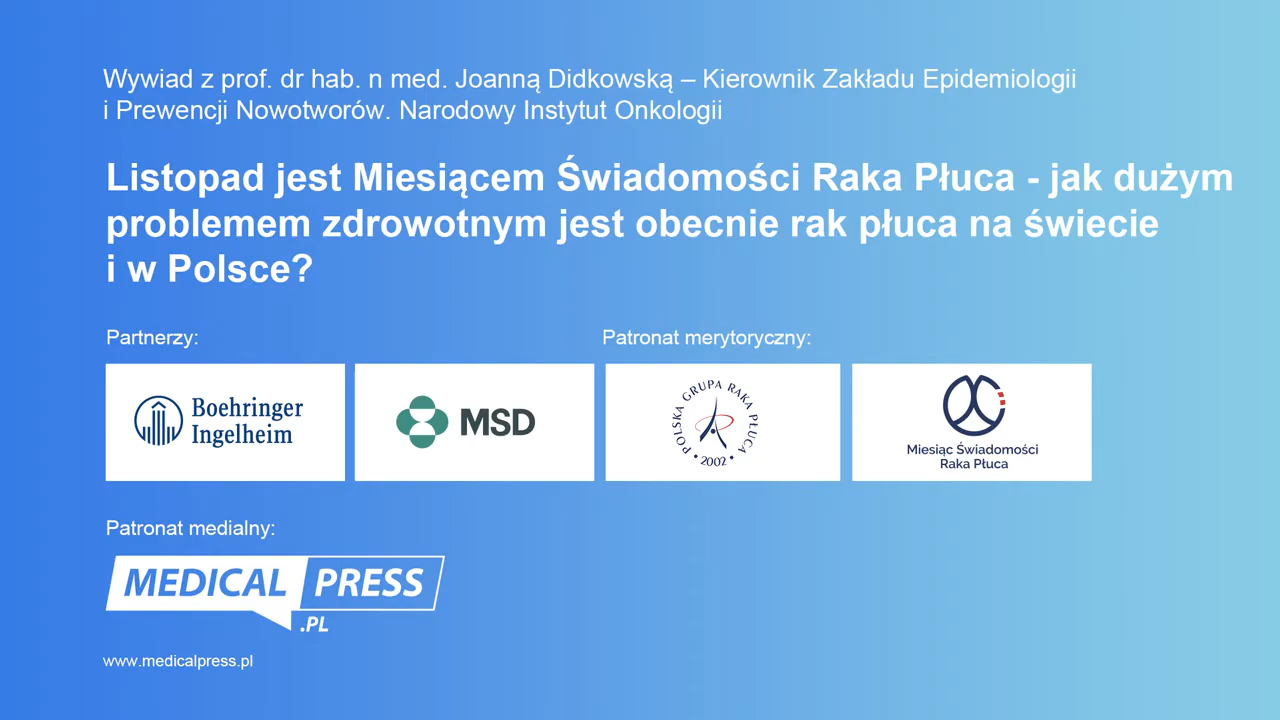 Wywiad z prof. dr hab. n med. Joanną Didkowską – Kierownik Zakładu Epidemiologii
i Prewencji Nowotworów. Narodowy Instytut Onkologii
Listopad jest Miesiącem Świadomości Raka Płuca - jak dużym
problemem zdrowotnym jest obecnie rak płuca na świecie
i w Polsce?
Partnerzy:
Patronat merytoryczny:
Boehringer
Ingelheim
MSD
POLSKA GRUPA RAKA PŁUCA
• 2002 •
Miesiąc Świadomości
Raka Płuca
Patronat medialny:
MEDICAL PRESS
.PL
www.medicalpress.pl